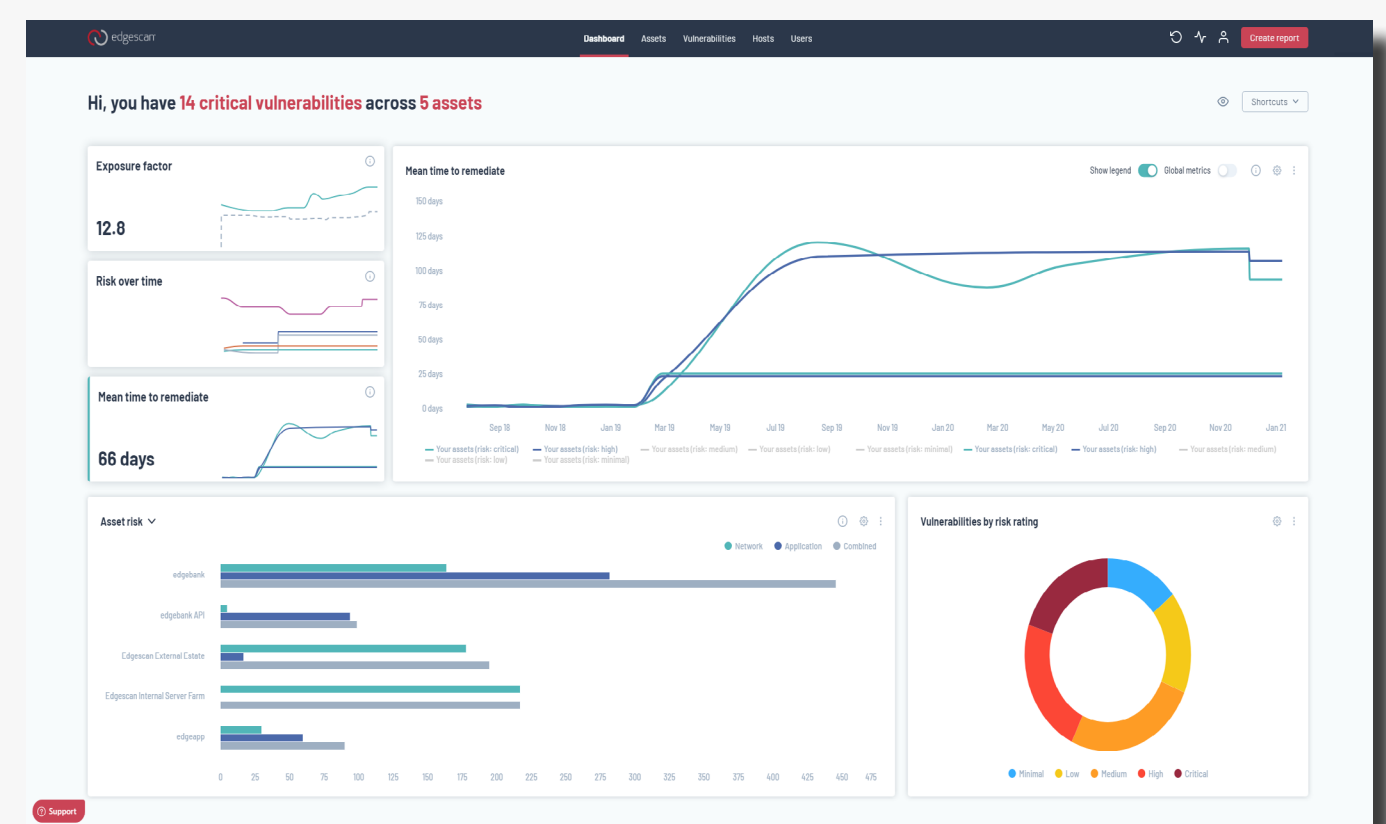 edgescan
Dashboard Assets Vulnerabilities Hosts Users
Create report
Hi, you have 14 critical vulnerabilities across 5 assets
Shortcuts
Exposure factor
12.8
Risk over time
Mean time to remediate
66 days
Mean time to remediate
Show legend Global metrics
150 days
125 days
100 days
75 days
50 days
25 days
0 days
Sep 18 Nov 18 Jan 19 Mar 19 May 19 Jul 19 Sep 19 Nov 19 Jan 20 Mar 20 May 20 Jul 20 Sep 20 Nov 20 Jan 21
Your assets (risk: critical) Your assets (risk: high) Your assets (risk: medium) Your assets (risk: low) Your assets (risk: minimal) Your assets (risk: critical) Your assets (risk: high) Your assets (risk: medium)
Your assets (risk: low) Your assets (risk: minimal)
Asset risk
Network Application Combined
edgebank
edgebank API
Edgescan External Estate
Edgescan Internal Server Farm
edgeapp
0 25 50 75 100 125 150 175 200 225 250 275 300 325 350 375 400 425 450 475
Vulnerabilities by risk rating
Minimal Low Medium High Critical
Support